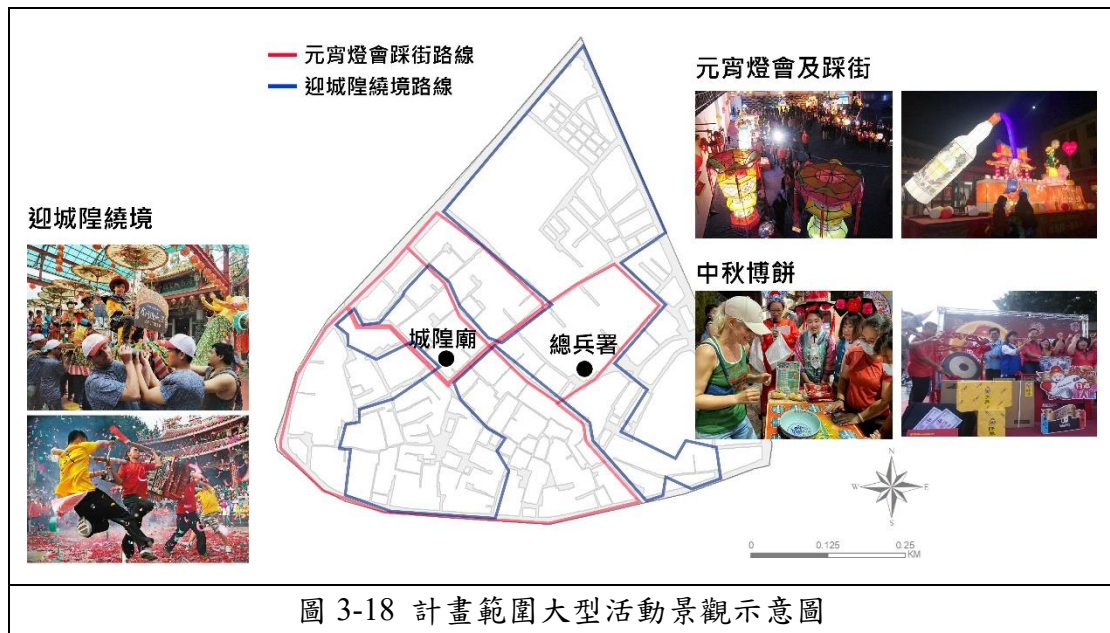 元宵燈會踩街路線
迎城隍繞境路線
元宵燈會及踩街
迎城隍繞境
中秋博餅
城隍廟
總兵署
N
W
E
S
0
0.125
0.25
KM
圖 3-18 計畫範圍大型活動景觀示意圖